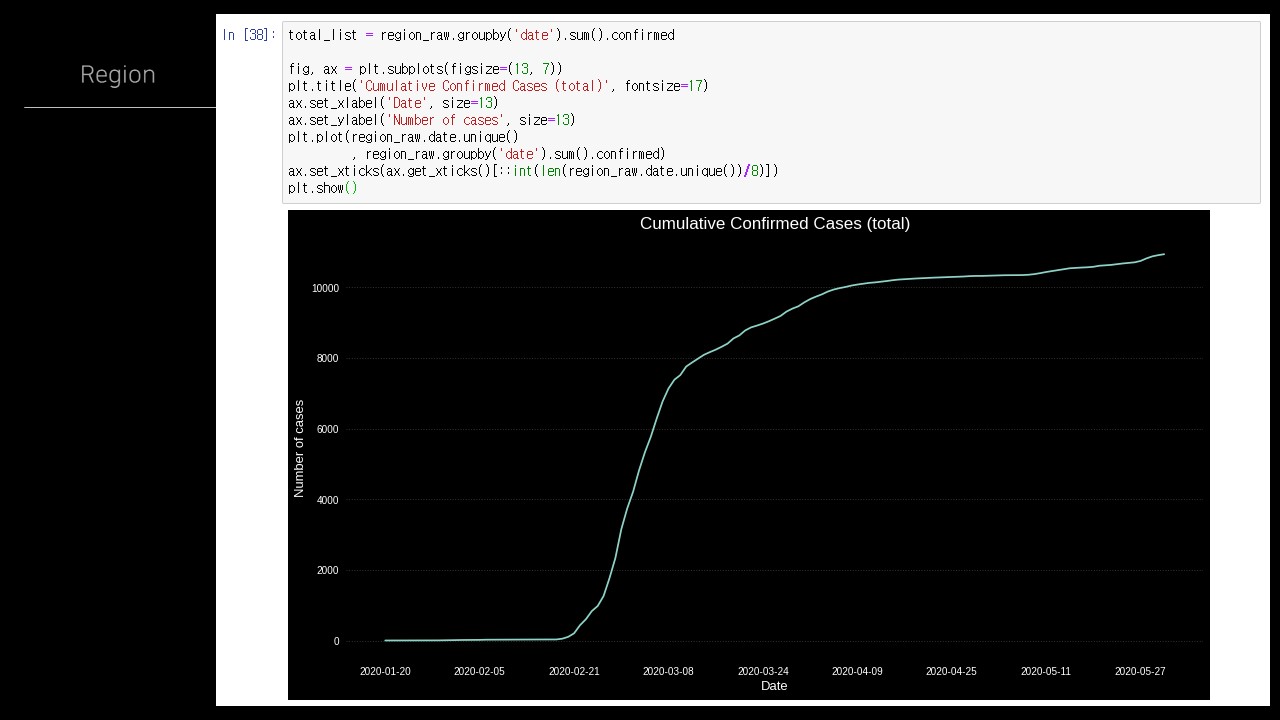 Region
In [38]:
total_list = region_raw.groupby('date').sum().confirmed
fig, ax = plt.subplots(figsize=(13, 7))
plt.title('Cumulative Confirmed Cases (total)', fontsize=17)
ax.set_xlabel('Date', size=13)
ax.set_ylabel('Number of cases', size=13)
plt.plot(region_raw.date.unique()
, region_raw.groupby('date').sum().confirmed)
ax.set_xticks(ax.get_xticks()[::int(len(region_raw.date.unique())/8)])
plt.show()
Cumulative Confirmed Cases (total)
Number of cases
10000
8000
6000
4000
2000
0
2020-01-20 2020-02-05 2020-02-21 2020-03-08 2020-03-24 2020-04-09 2020-04-25 2020-05-11 2020-05-27
Date